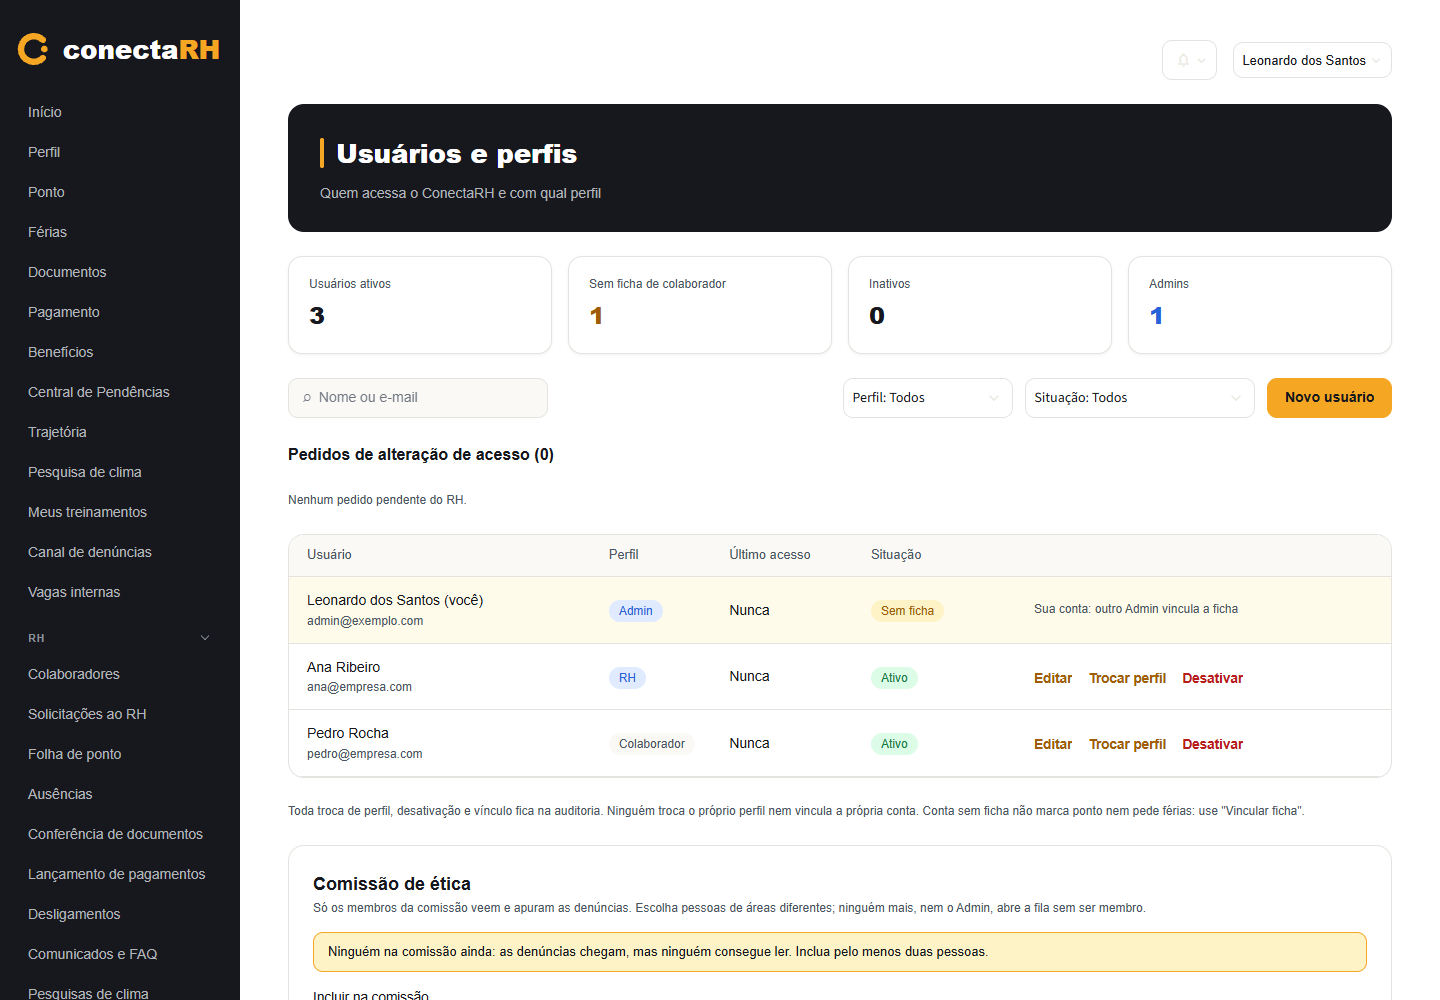 conectaRH
Início
Perfil
Ponto
Férias
Documentos
Pagamento
Benefícios
Central de Pendências
Trajetória
Pesquisa de clima
Meus treinamentos
Canal de denúncias
Vagas internas
RH
Colaboradores
Solicitações ao RH
Folha de ponto
Ausências
Conferência de documentos
Lançamento de pagamentos
Desligamentos
Comunicados e FAQ
Pesquisas de clima
Leonardo dos Santos
Usuários e perfis
Quem acessa o ConectaRH e com qual perfil
Usuários ativos
3
Sem ficha de colaborador
1
Inativos
0
Admins
1
Nome ou e-mail
Perfil: Todos
Situação: Todos
Novo usuário
Pedidos de alteração de acesso (0)
Nenhum pedido pendente do RH.
Usuário Perfil Último acesso Situação
Leonardo dos Santos (você)
admin@exemplo.com
Admin
Nunca
Sem ficha
Sua conta: outro Admin vincula a ficha
Ana Ribeiro
ana@empresa.com
RH
Nunca
Ativo
Editar Trocar perfil Desativar
Pedro Rocha
pedro@empresa.com
Colaborador
Nunca
Ativo
Editar Trocar perfil Desativar
Toda troca de perfil, desativação e vínculo fica na auditoria. Ninguém troca o próprio perfil nem vincula a própria conta. Conta sem ficha não marca ponto nem pede férias: use "Vincular ficha".
Comissão de ética
Só os membros da comissão veem e apuram as denúncias. Escolha pessoas de áreas diferentes; ninguém mais, nem o Admin, abre a fila sem ser membro.
Ninguém na comissão ainda: as denúncias chegam, mas ninguém consegue ler. Inclua pelo menos duas pessoas.
Incluir na comissão